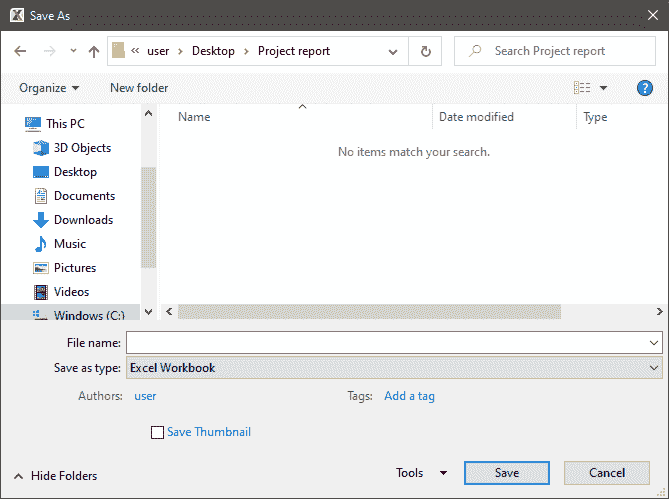 Save As
« user > Desktop > Project report
Search Project report
Organize
New folder
?
Name
Date modified
Type
This PC
3D Objects
Desktop
Documents
Downloads
Music
Pictures
Videos
Windows (C:)
No items match your search.
File name:
Save as type: Excel Workbook
Authors: user
Tags: Add a tag
Save Thumbnail
Hide Folders
Tools
Save
Cancel